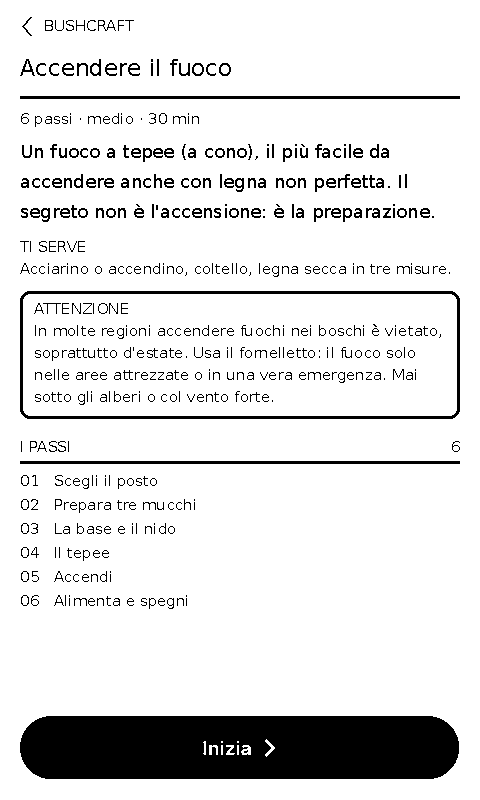 BUSHCRAFT
Accendere il fuoco
6 passi · medio · 30 min
Un fuoco a tepee (a cono), il più facile da
accendere anche con legna non perfetta. Il
segreto non è l'accensione: è la preparazione.
TI SERVE
Acciarino o accendino, coltello, legna secca in tre misure.
ATTENZIONE
In molte regioni accendere fuochi nei boschi è vietato,
soprattutto d'estate. Usa il fornelletto: il fuoco solo
nelle aree attrezzate o in una vera emergenza. Mai
sotto gli alberi o col vento forte.
I PASSI 6
01 Scegli il posto
02 Prepara tre mucchi
03 La base e il nido
04 Il tepee
05 Accendi
06 Alimenta e spegni
Inizia